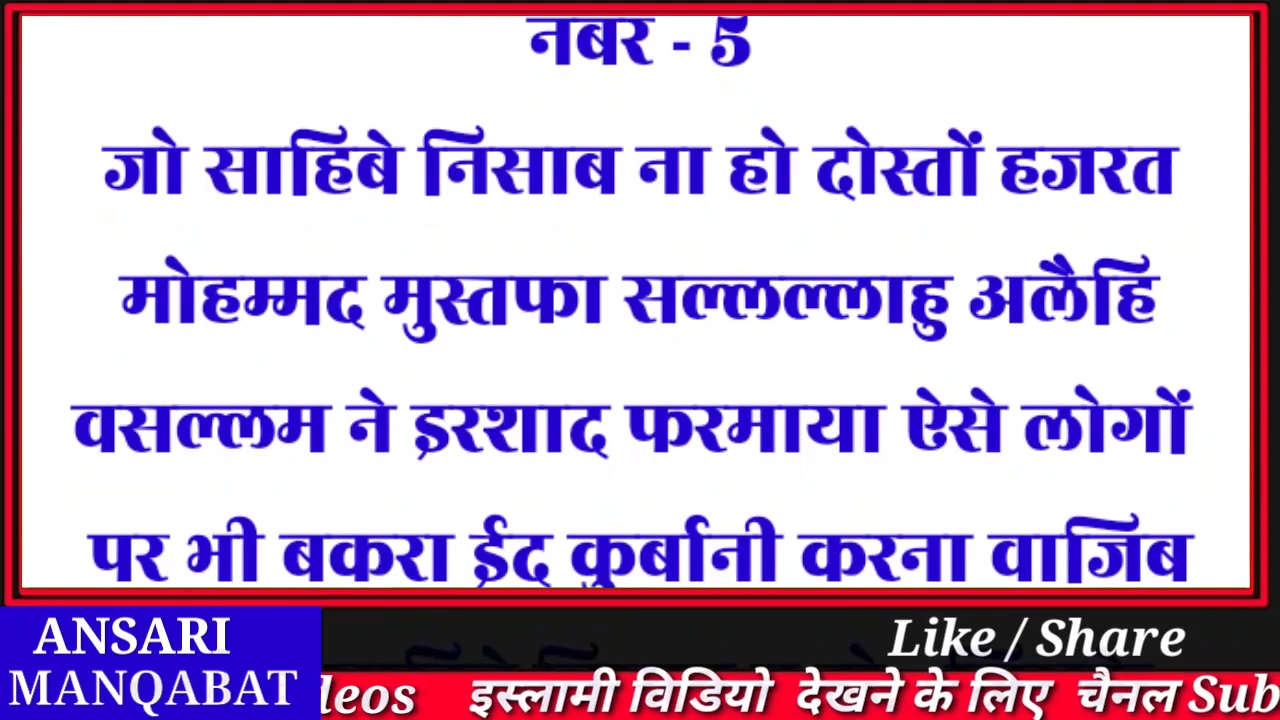 नबर - 5
जो साहिबे निसाब ना हो दोस्तों हजरत
मोहम्मद मुस्तफा सल्लल्लाहु अलैहि
वसल्लम ने इरशाद फरमाया ऐसे लोगों
पर भी बकरा ईद कुर्बानी करना वाजिब
ANSARI
MANQABAT
Like / Share
deos इस्लामी विडियो देखने के लिए चैनल Sub